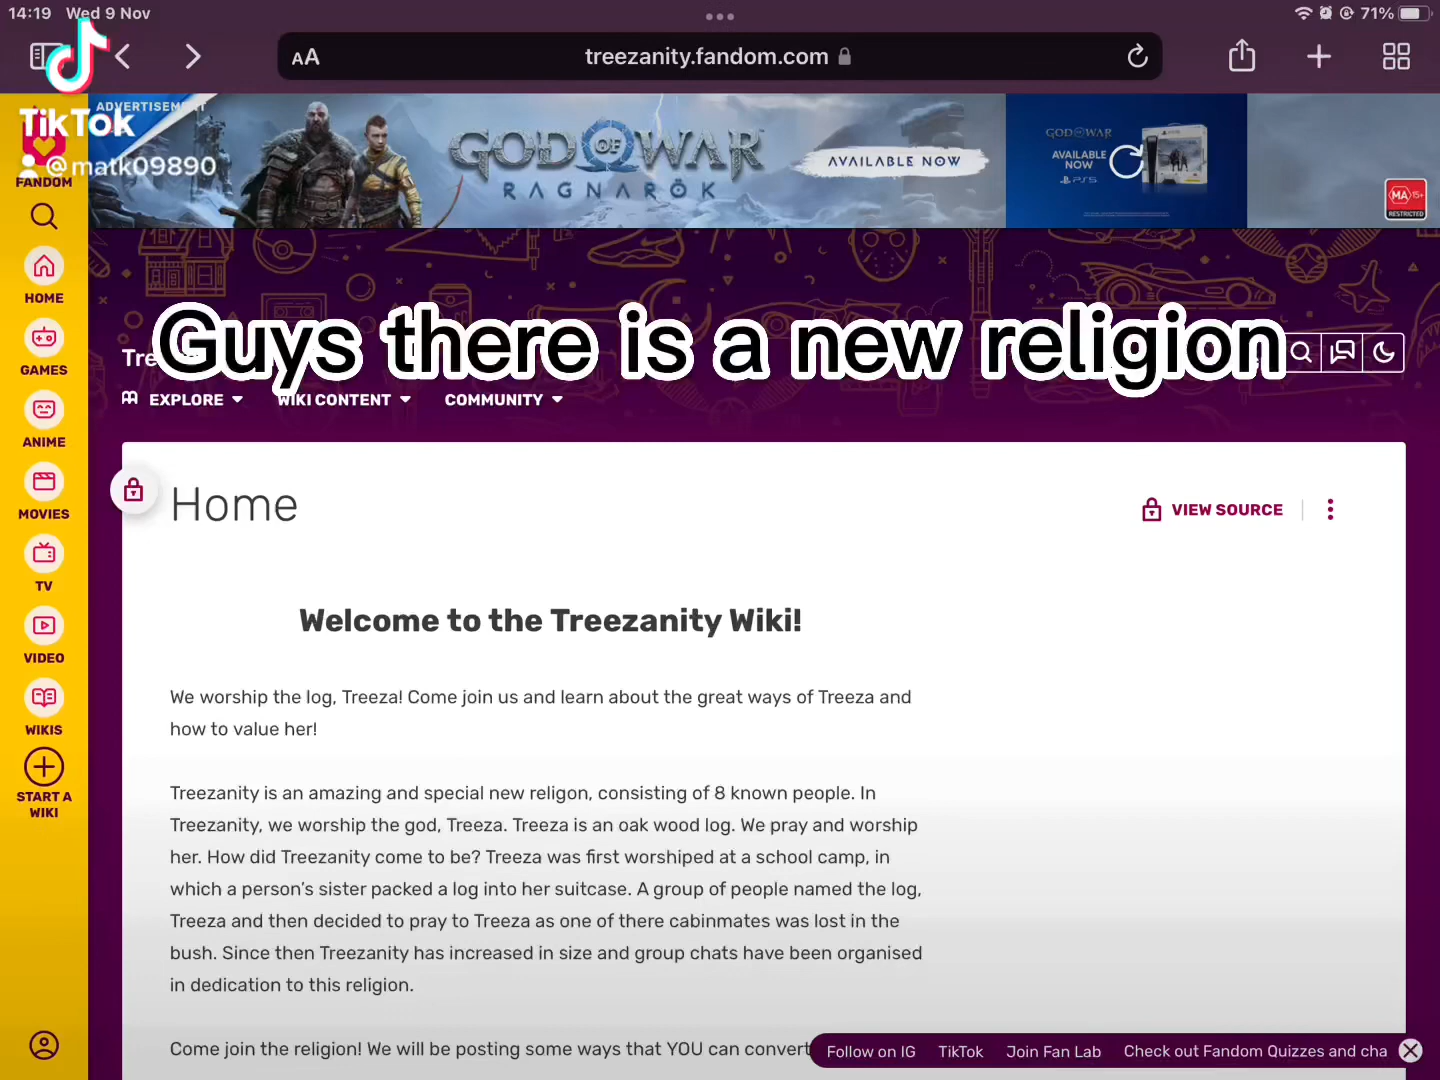 14:19 Wed 9 Nov
71%
AA
treezanity.fandom.com
TikTok
@matk09890
ADVERTISEMENT
GOD OF WAR
RAGNARÖK
AVAILABLE NOW
GOD OF WAR
AVAILABLE
NOW
PS5
MA 15+
RESTRICTED
FANDOM
HOME
GAMES
ANIME
MOVIES
TV
VIDEO
WIKIS
START A
WIKI
Guys there is a new religion
EXPLORE
WIKI CONTENT
COMMUNITY
Home
VIEW SOURCE
Welcome to the Treezanity Wiki!
We worship the log, Treeza! Come join us and learn about the great ways of Treeza and
how to value her!
Treezanity is an amazing and special new religon, consisting of 8 known people. In
Treezanity, we worship the god, Treeza. Treeza is an oak wood log. We pray and worship
her. How did Treezanity come to be? Treeza was first worshiped at a school camp, in
which a person's sister packed a log into her suitcase. A group of people named the log,
Treeza and then decided to pray to Treeza as one of there cabinmates was lost in the
bush. Since then Treezanity has increased in size and group chats have been organised
in dedication to this religion.
Come join the religion! We will be posting some ways that YOU can convert
Follow on IG
TikTok
Join Fan Lab
Check out Fandom Quizzes and cha